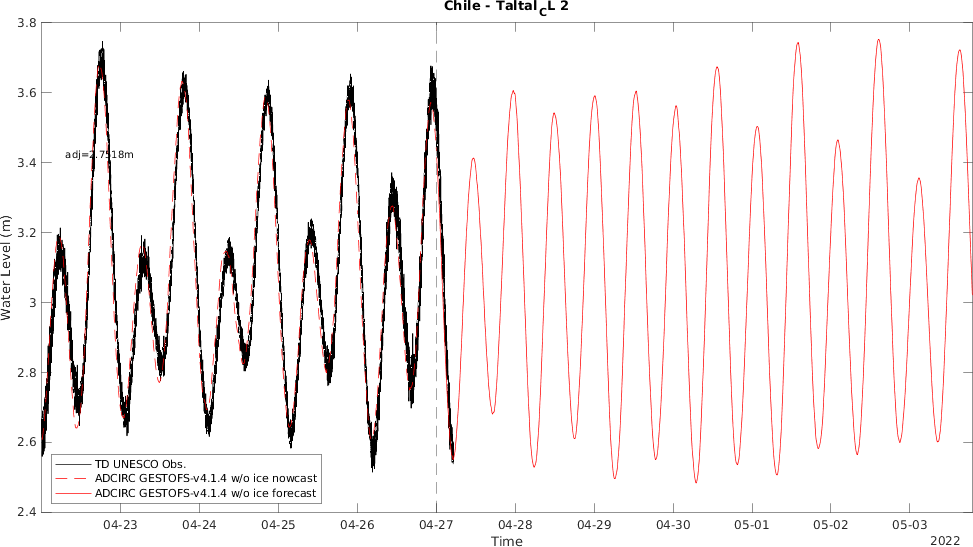 Chile - Taltal_CL 2
3.8
3.6
3.4
3.2
3
2.8
2.6
2.4
Water Level (m)
adj=2.7518m
TD UNESCO Obs.
ADCIRC GESTOFS-v4.1.4 w/o ice nowcast
ADCIRC GESTOFS-v4.1.4 w/o ice forecast
04-23 04-24 04-25 04-26 04-27 04-28 04-29 04-30 05-01 05-02 05-03
Time
2022